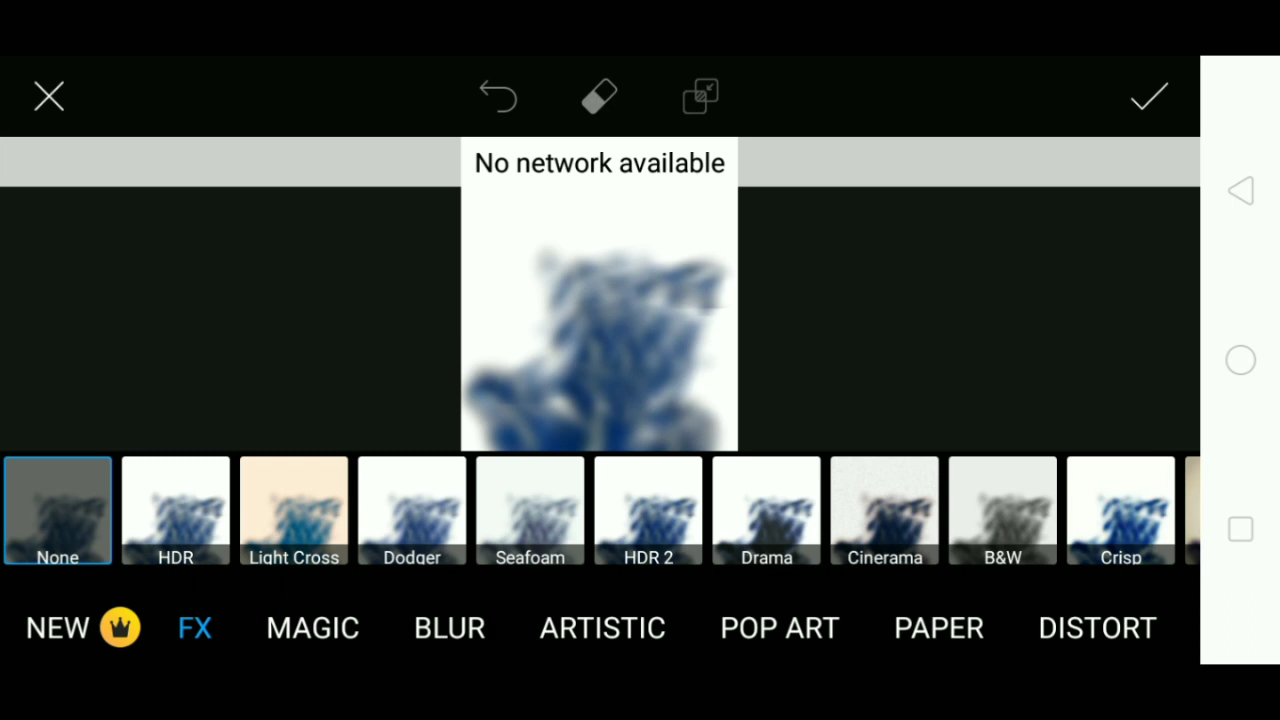 No network available
None
HDR
Light Cross
Dodger
Seafoam
HDR 2
Drama
Cinerama
B&W
Crisp
NEW FX MAGIC BLUR ARTISTIC POP ART PAPER DISTORT